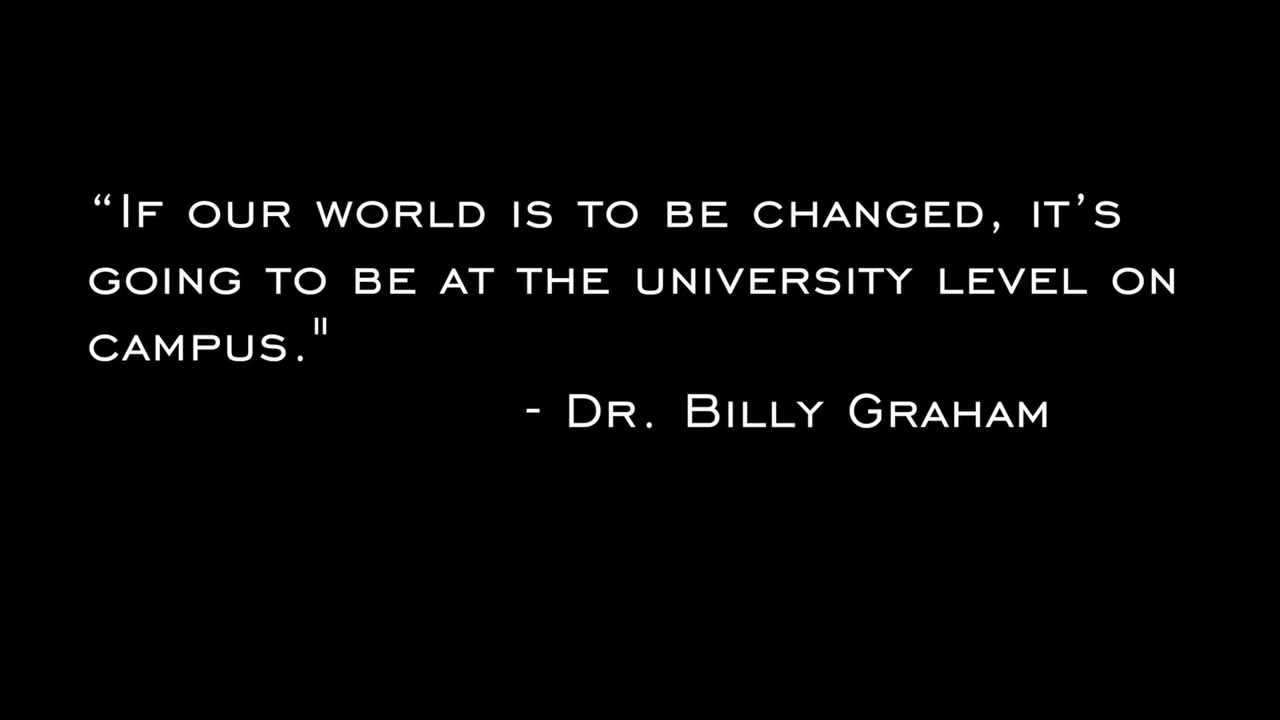 “If our world is to be changed, it’s
going to be at the university level on
campus."
- Dr. Billy Graham